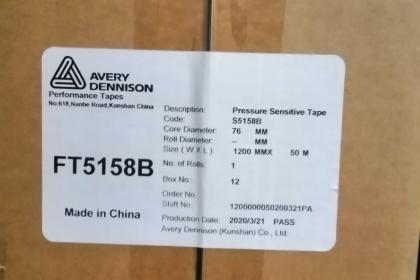 AVERY
DENNISON
Performance Tapes
No.618,Nanhe Road,Kunshan China
FT5158B
Made in China
Description: Pressure Sensitive Tape
Code: S5158B
Core Diameter: 76 MM
Roll Diameter: -- MM
Size ( W X L ): 1200 MMX 50 M
No. of Rolls: 1
Box No.: 12
Order No.
Shift No.: 1200000050200321PA
Production Date: 2020/3/21 PASS
Avery Dennison (Kunshan) Co., Ltd.